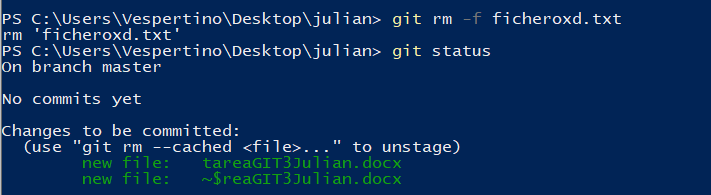 PS C:\Users\Vespertino\Desktop\julian> git rm -f ficheroxd.txt
rm 'ficheroxd.txt'
PS C:\Users\Vespertino\Desktop\julian> git status
On branch master
No commits yet
Changes to be committed:
  (use "git rm --cached <file>..." to unstage)
        new file:   tareaGIT3Julian.docx
        new file:   ~$reaGIT3Julian.docx